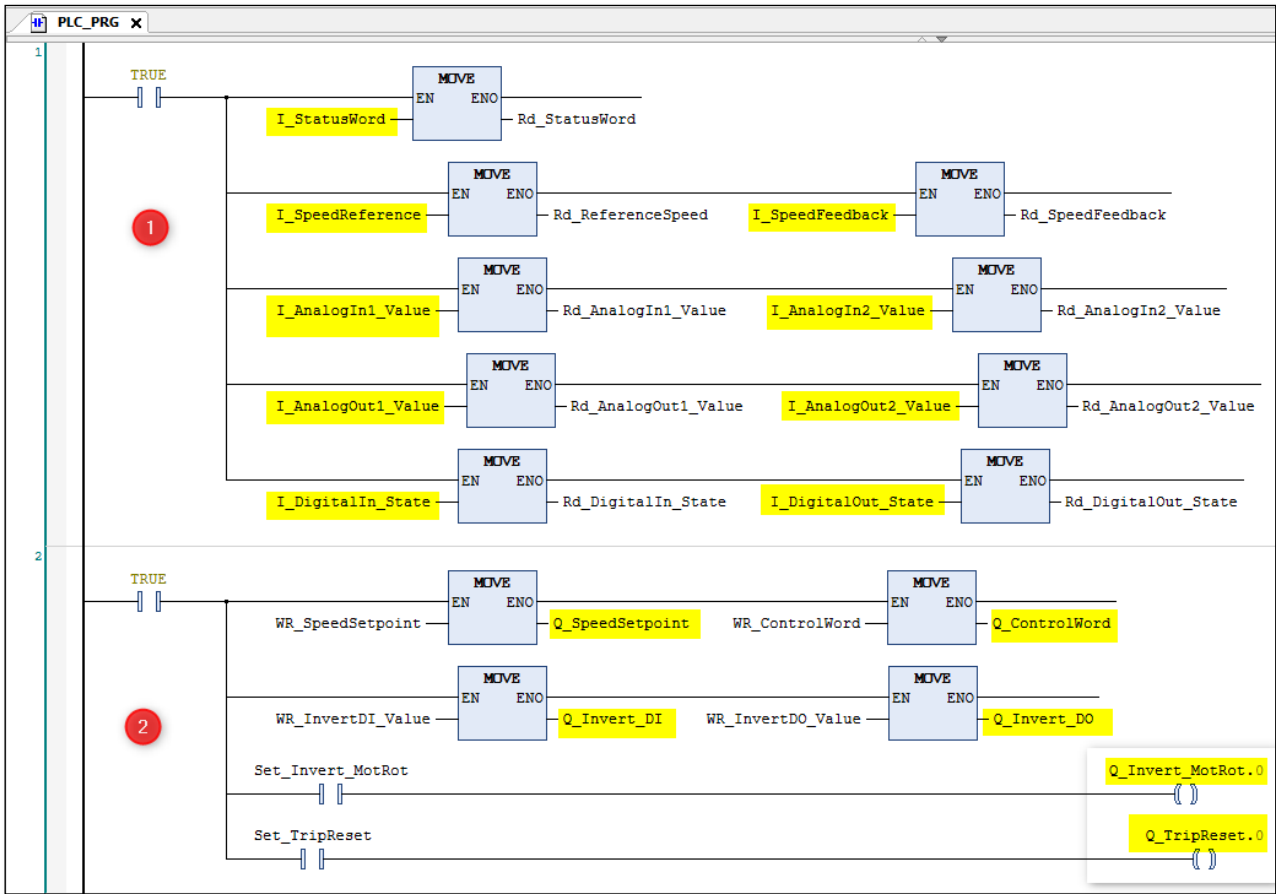 PLC_PRG
1
TRUE
MOVE
EN ENO
I_StatusWord Rd_StatusWord
MOVE MOVE
EN ENO EN ENO
I_SpeedReference Rd_ReferenceSpeed I_SpeedFeedback Rd_SpeedFeedback
1
MOVE MOVE
EN ENO EN ENO
I_AnalogIn1_Value Rd_AnalogIn1_Value I_AnalogIn2_Value Rd_AnalogIn2_Value
MOVE MOVE
EN ENO EN ENO
I_AnalogOut1_Value Rd_AnalogOut1_Value I_AnalogOut2_Value Rd_AnalogOut2_Value
MOVE MOVE
EN ENO EN ENO
I_DigitalIn_State Rd_DigitalIn_State I_DigitalOut_State Rd_DigitalOut_State
2
TRUE
MOVE MOVE
EN ENO EN ENO
WR_SpeedSetpoint Q_SpeedSetpoint WR_ControlWord Q_ControlWord
MOVE MOVE
EN ENO EN ENO
WR_InvertDI_Value Q_Invert_DI WR_InvertDO_Value Q_Invert_DO
2
Set_Invert_MotRot Q_Invert_MotRot.0
Set_TripReset Q_TripReset.0